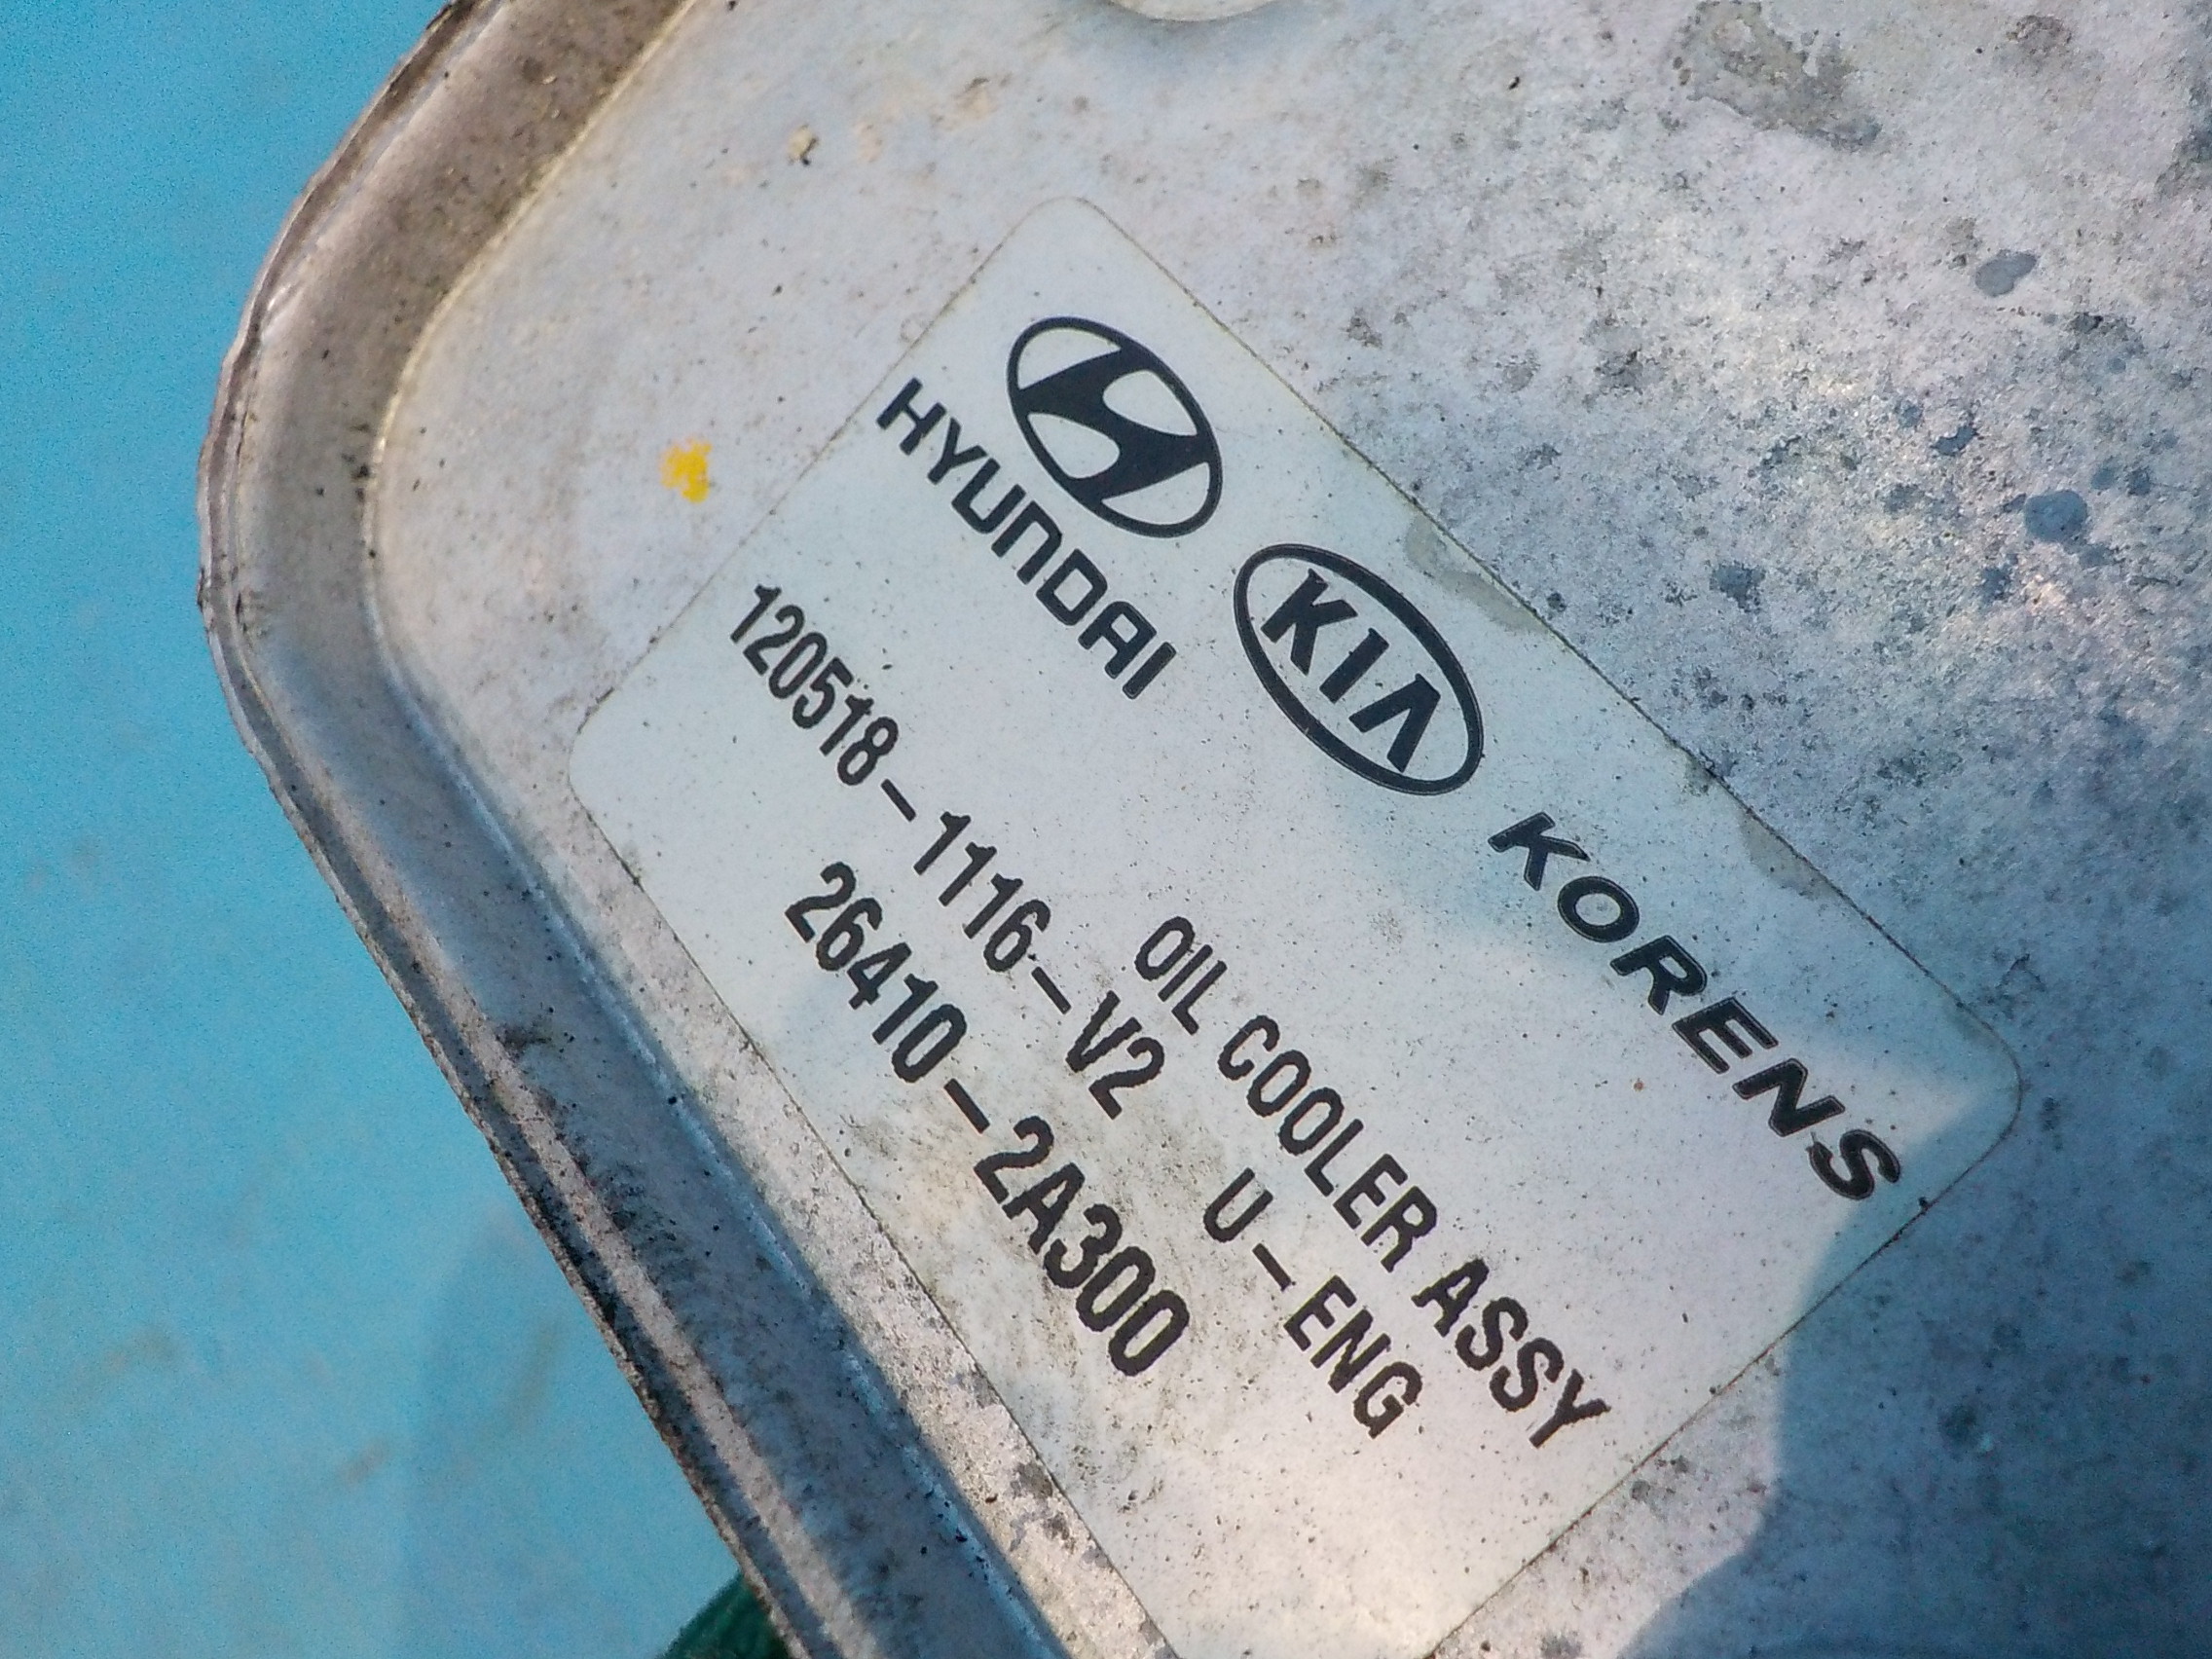 HYUNDAI KIA KORENS
OIL COOLER ASSY
120518-1116-V2 U-ENG
26410-2A300